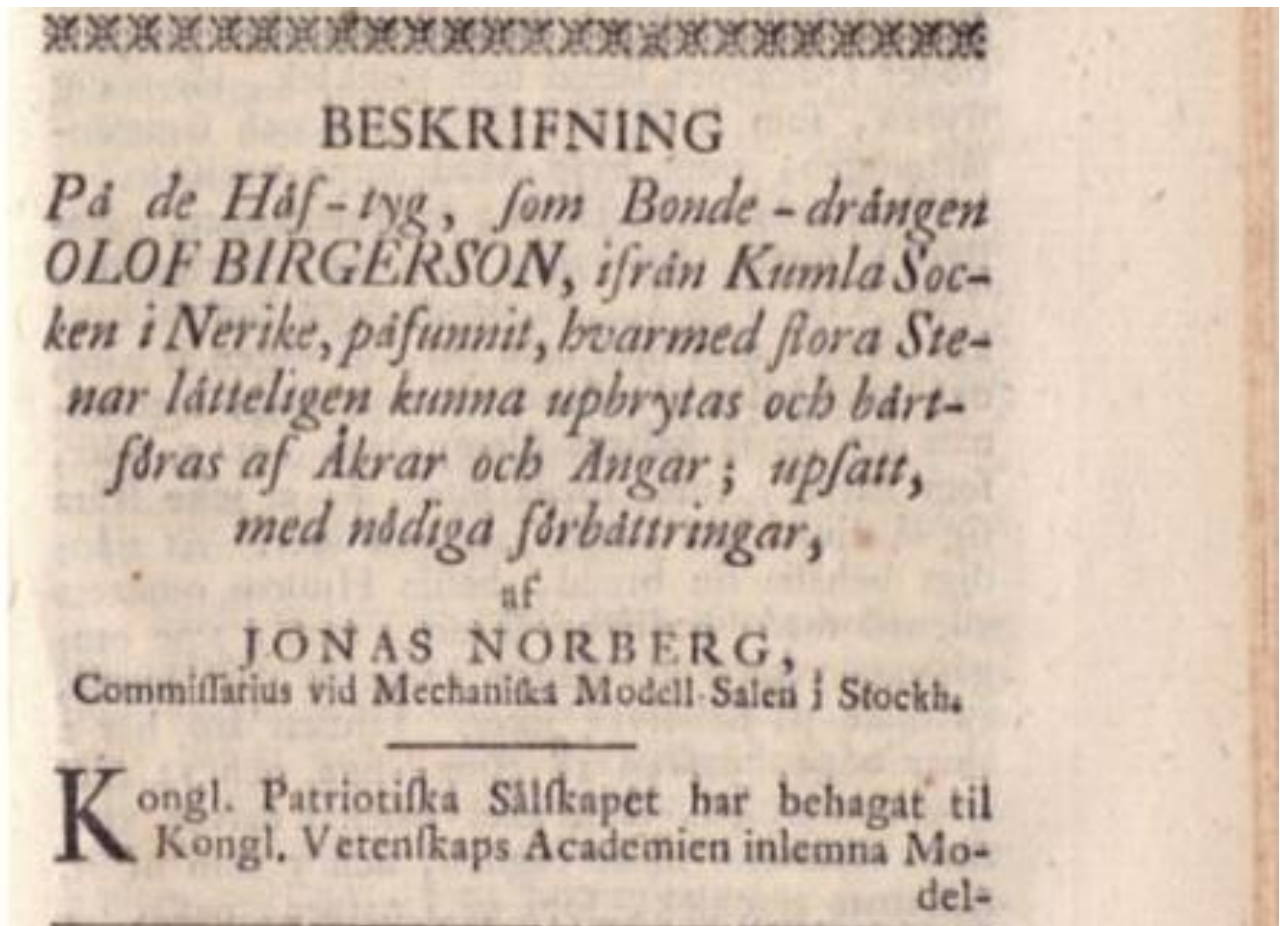 BESKRIFNING
På de Häf-tyg, ſom Bonde-drängen
OLOF BIRGERSON, ifrån Kumla Soc-
ken i Nerike, påfunnit, hvarmed ſtora Ste-
nar lätteligen kunna upbrytas och bårt-
föras af Åkrar och Ängar; upſatt,
med nödiga förbättringar,
af
JONAS NORBERG,
Commiſſarius vid Mechaniſka Modell-Salen i Stockh.
Kongl. Patriotiſka Sälſkapet har behagat til
Kongl. Vetenſkaps Academien inlemna Mo-
del-